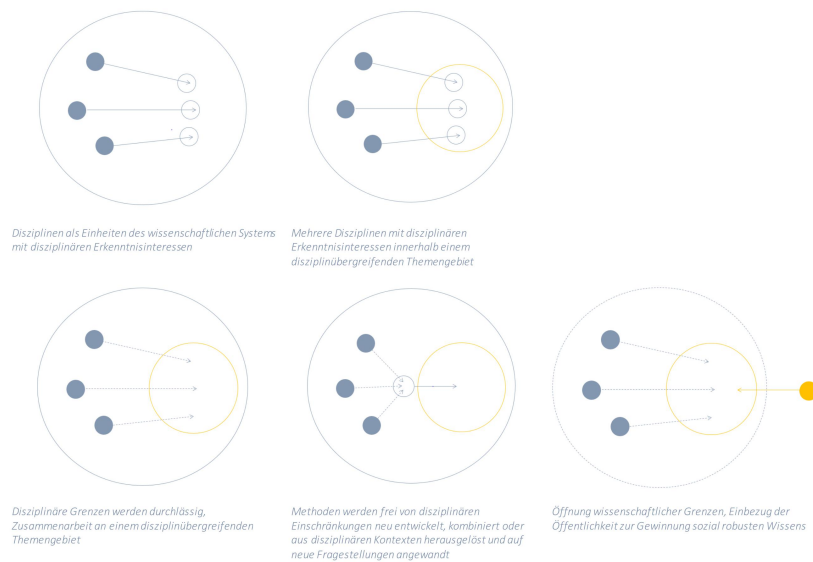 Disziplinen als Einheiten des wissenschaftlichen Systems
mit disziplinären Erkenntnisinteressen
Mehrere Disziplinen mit disziplinären
Erkenntnisinteressen innerhalb einem
disziplinübergreifenden Themengebiet
Disziplinäre Grenzen werden durchlässig,
Zusammenarbeit an einem disziplinübergreifenden
Themengebiet
Methoden werden frei von disziplinären
Einschränkungen neu entwickelt, kombiniert oder
aus disziplinären Kontexten herausgelöst und auf
neue Fragestellungen angewandt
Öffnung wissenschaftlicher Grenzen, Einbezug der
Öffentlichkeit zur Gewinnung sozial robusten Wissens